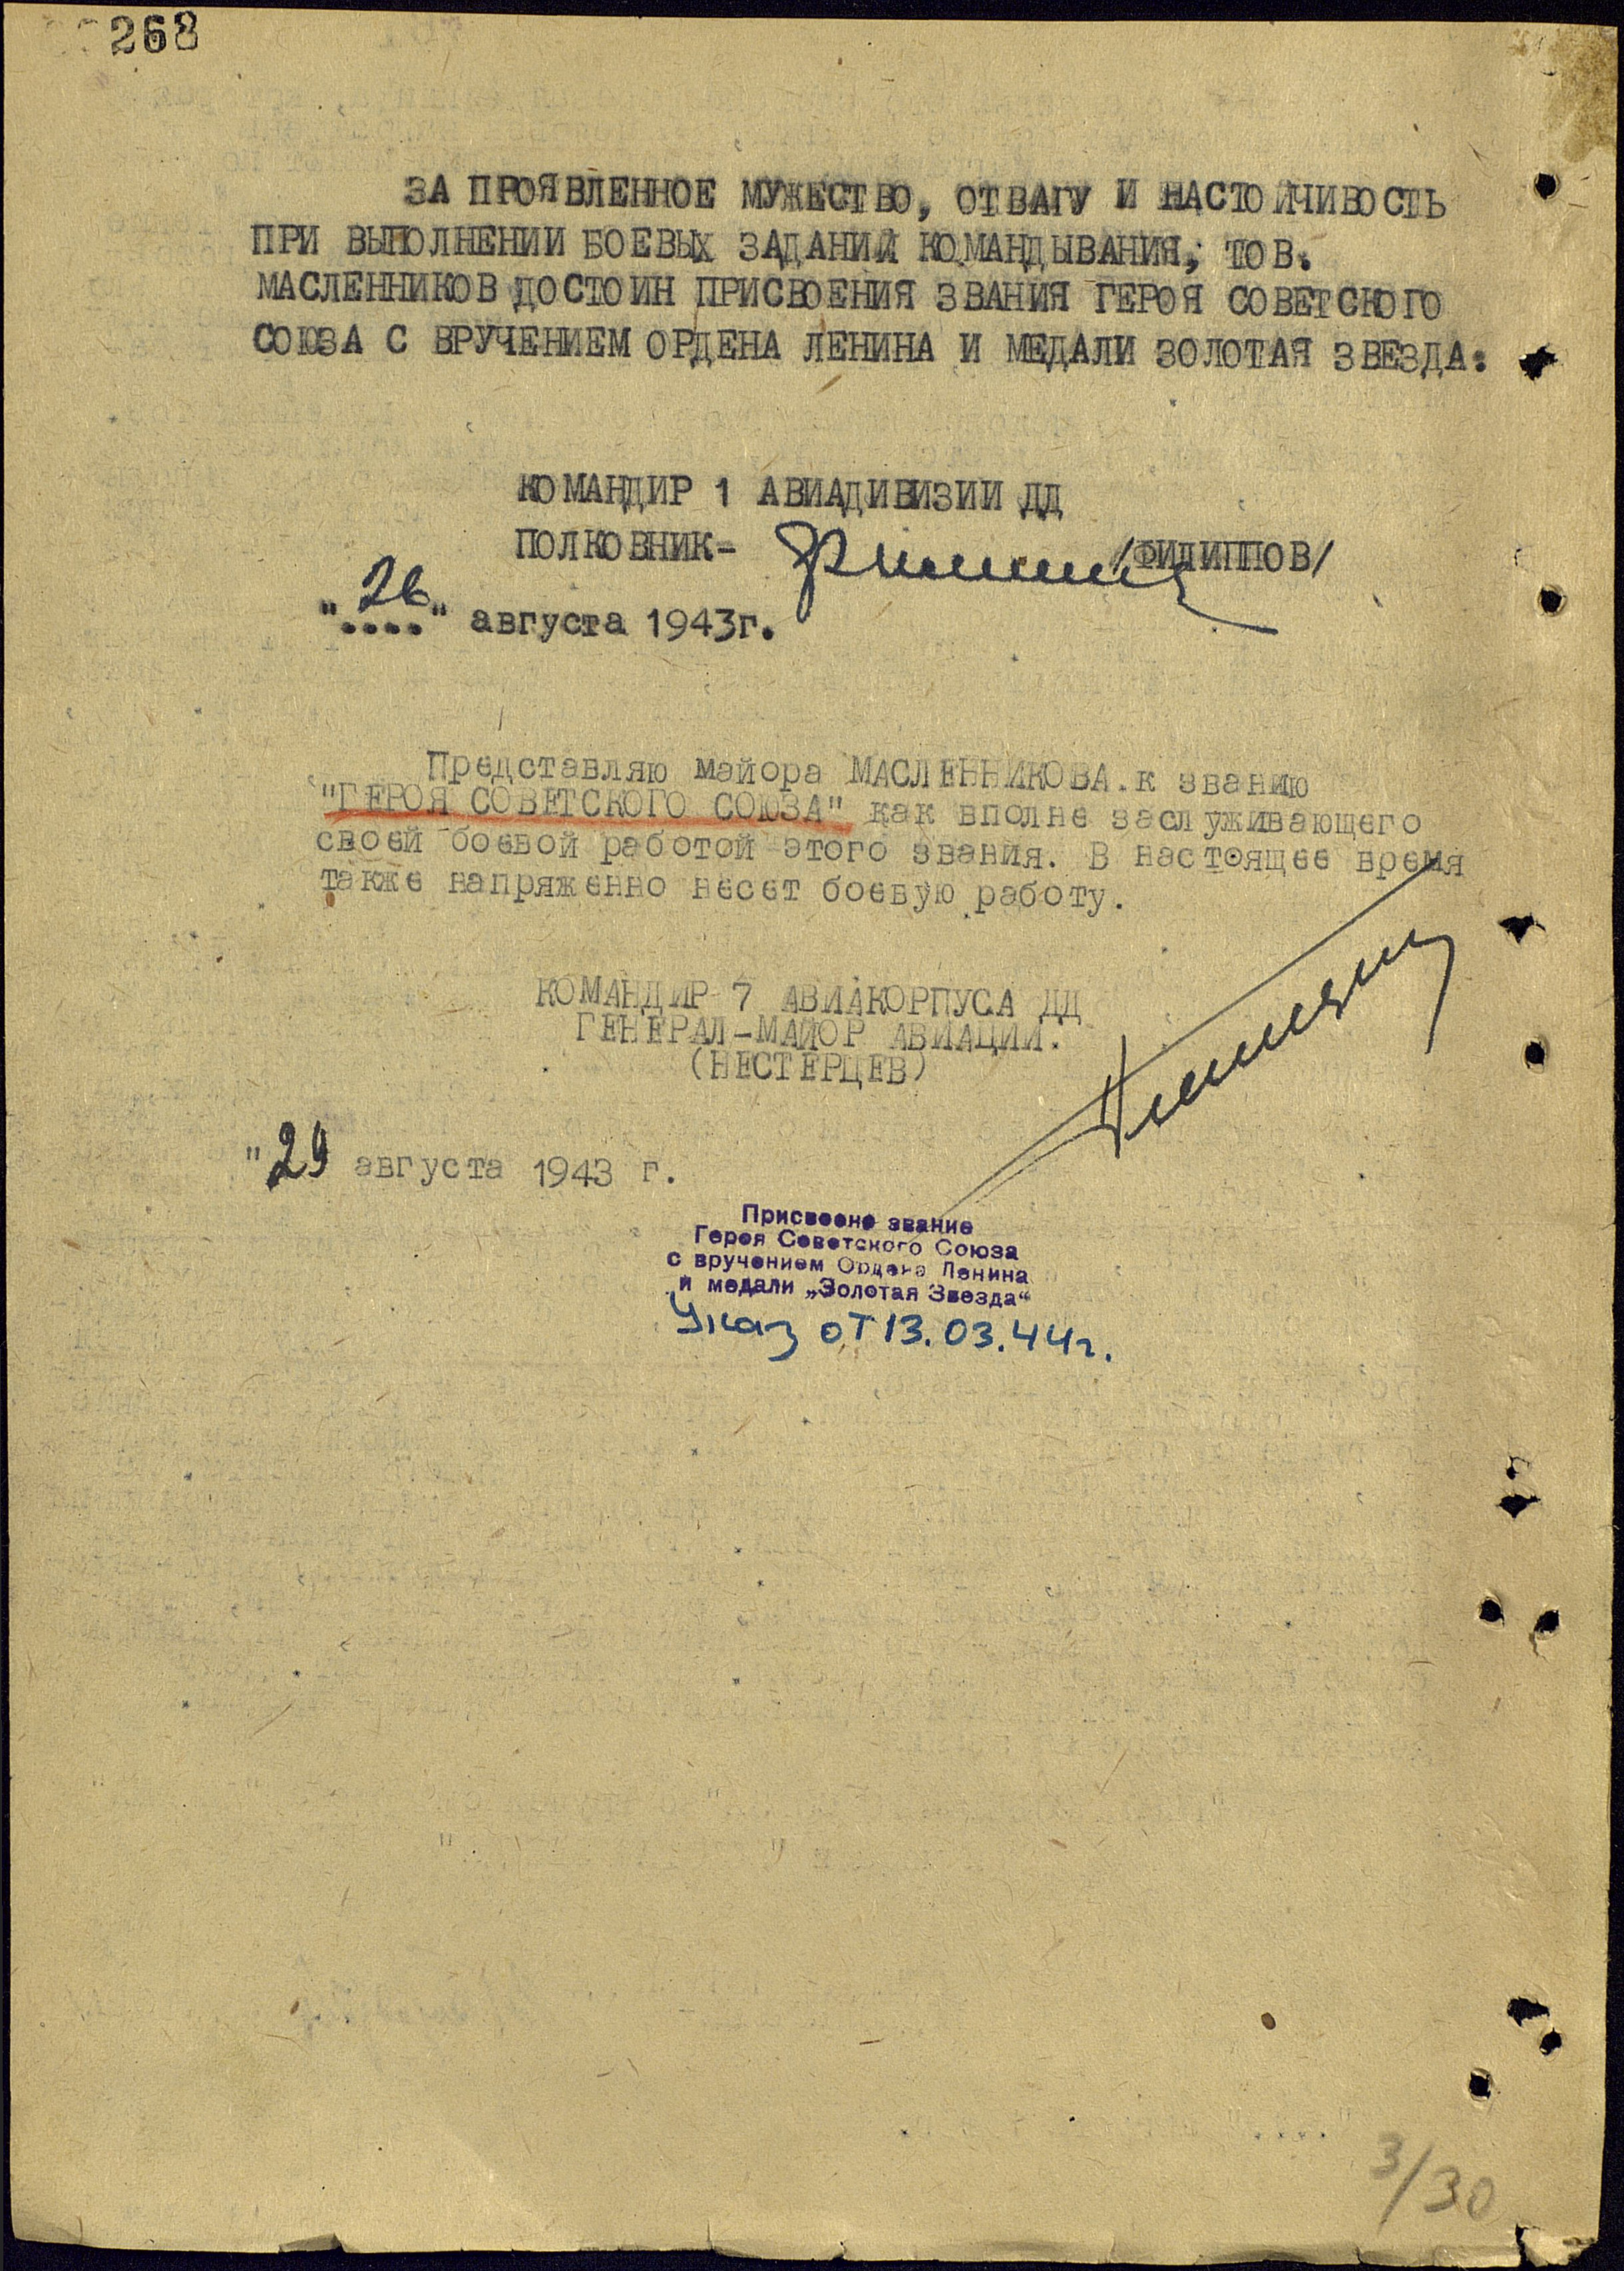 268
ЗА ПРОЯВЛЕННОЕ МУЖЕСТВО, ОТВАГУ И НАСТОЙЧИВОСТЬ
ПРИ ВЫПОЛНЕНИИ БОЕВЫХ ЗАДАНИЙ КОМАНДЫВАНИЯ, ТОВ.
МАСЛЕННИКОВ ДОСТОИН ПРИСВОЕНИЯ ЗВАНИЯ ГЕРОЯ СОВЕТСКОГО
СОЮЗА С ВРУЧЕНИЕМ ОРДЕНА ЛЕНИНА И МЕДАЛИ ЗОЛОТАЯ ЗВЕЗДА.
КОМАНДИР 1 АВИАДИВИЗИИ ДД
ПОЛКОВНИК- /ФИЛИППОВ/
"26" августа 1943г.
Представляю майора МАСЛЕННИКОВА.к званию
"ГЕРОЯ СОВЕТСКОГО СОЮЗА" как вполне заслуживающего
своей боевой работой этого звания. В настоящее время
также напряженно несет боевую работу.
КОМАНДИР 7 АВИАКОРПУСА ДД
ГЕНЕРАЛ-МАЙОР АВИАЦИИ.
(НЕСТЕРЦЕВ)
"29 августа 1943 г.
Присвоено звание
Героя Советского Союза
с вручением Ордена Ленина
и медали „Золотая Звезда“
Указ от 13.03.44г.
3/30